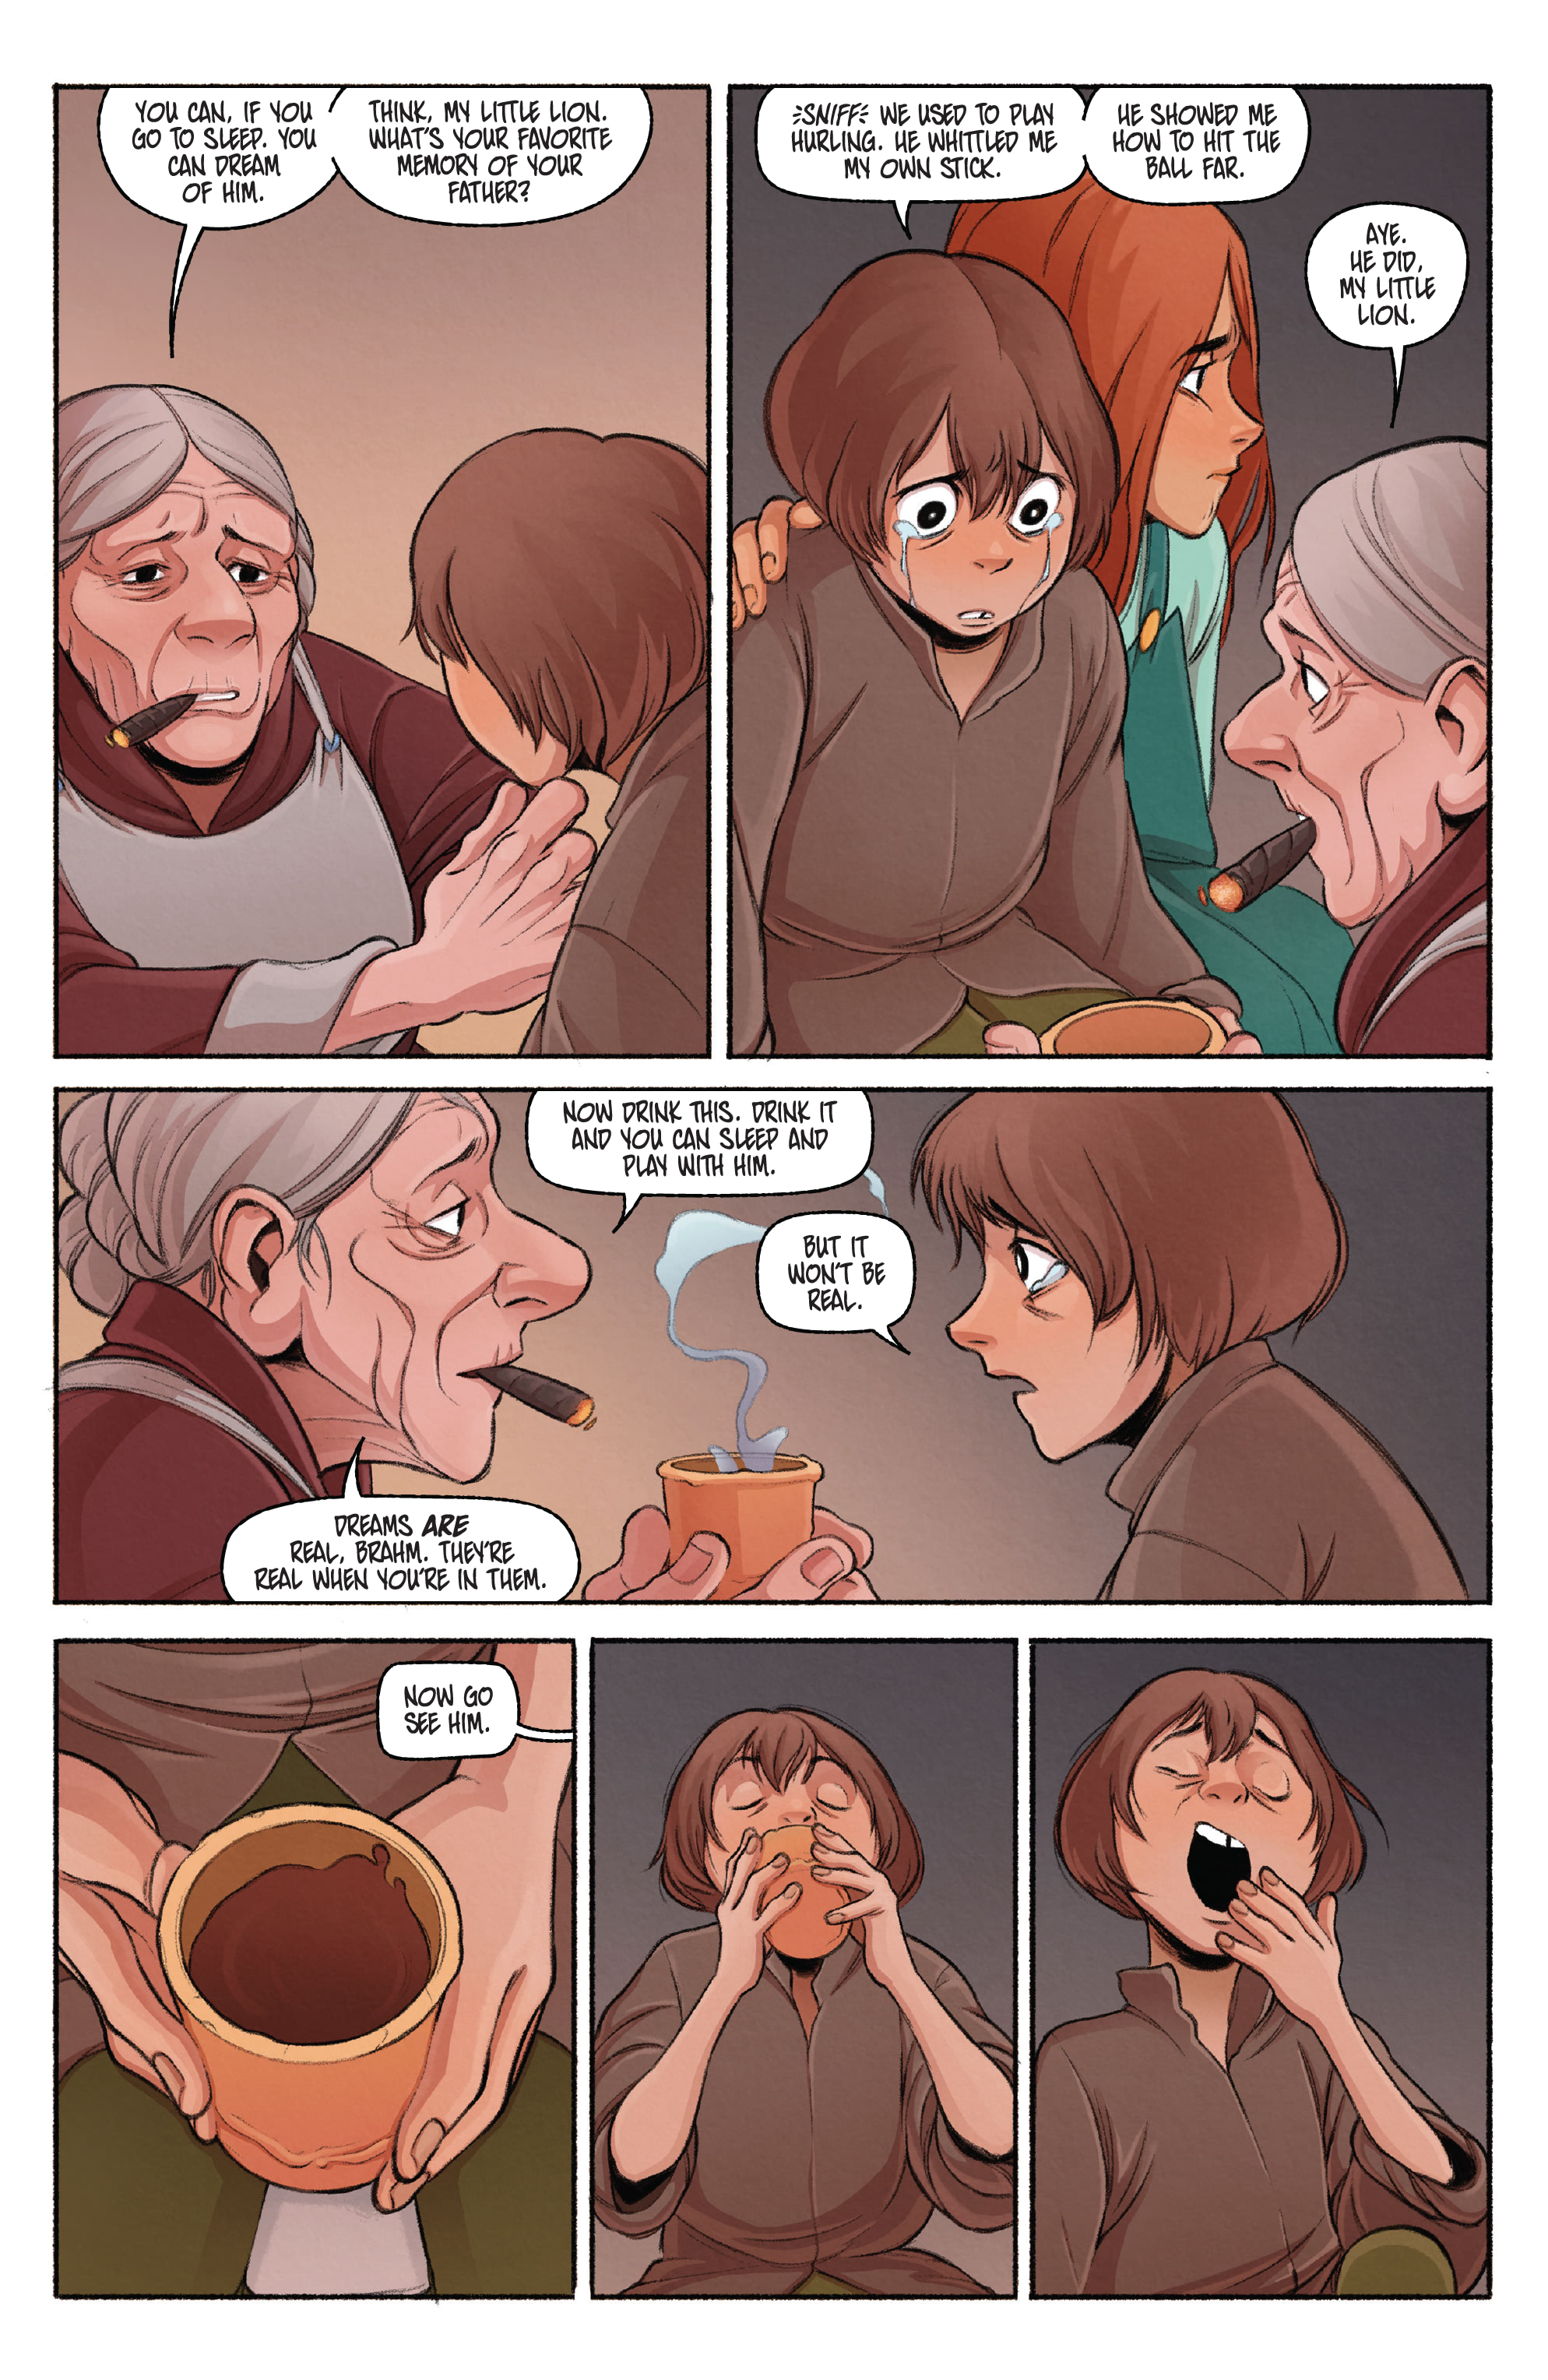 YOU CAN, IF YOU
GO TO SLEEP. YOU
CAN DREAM
OF HIM.
THINK, MY LITTLE LION.
WHAT'S YOUR FAVORITE
MEMORY OF YOUR
FATHER?
SNIFF WE USED TO PLAY
HURLING. HE WHITTLED ME
MY OWN STICK.
HE SHOWED ME
HOW TO HIT THE
BALL FAR.
AYE.
HE DID,
MY LITTLE
LION.
NOW DRINK THIS. DRINK IT
AND YOU CAN SLEEP AND
PLAY WITH HIM.
BUT IT
WON'T BE
REAL.
DREAMS ARE
REAL, BRAHM. THEY'RE
REAL WHEN YOU'RE IN THEM.
NOW GO
SEE HIM.